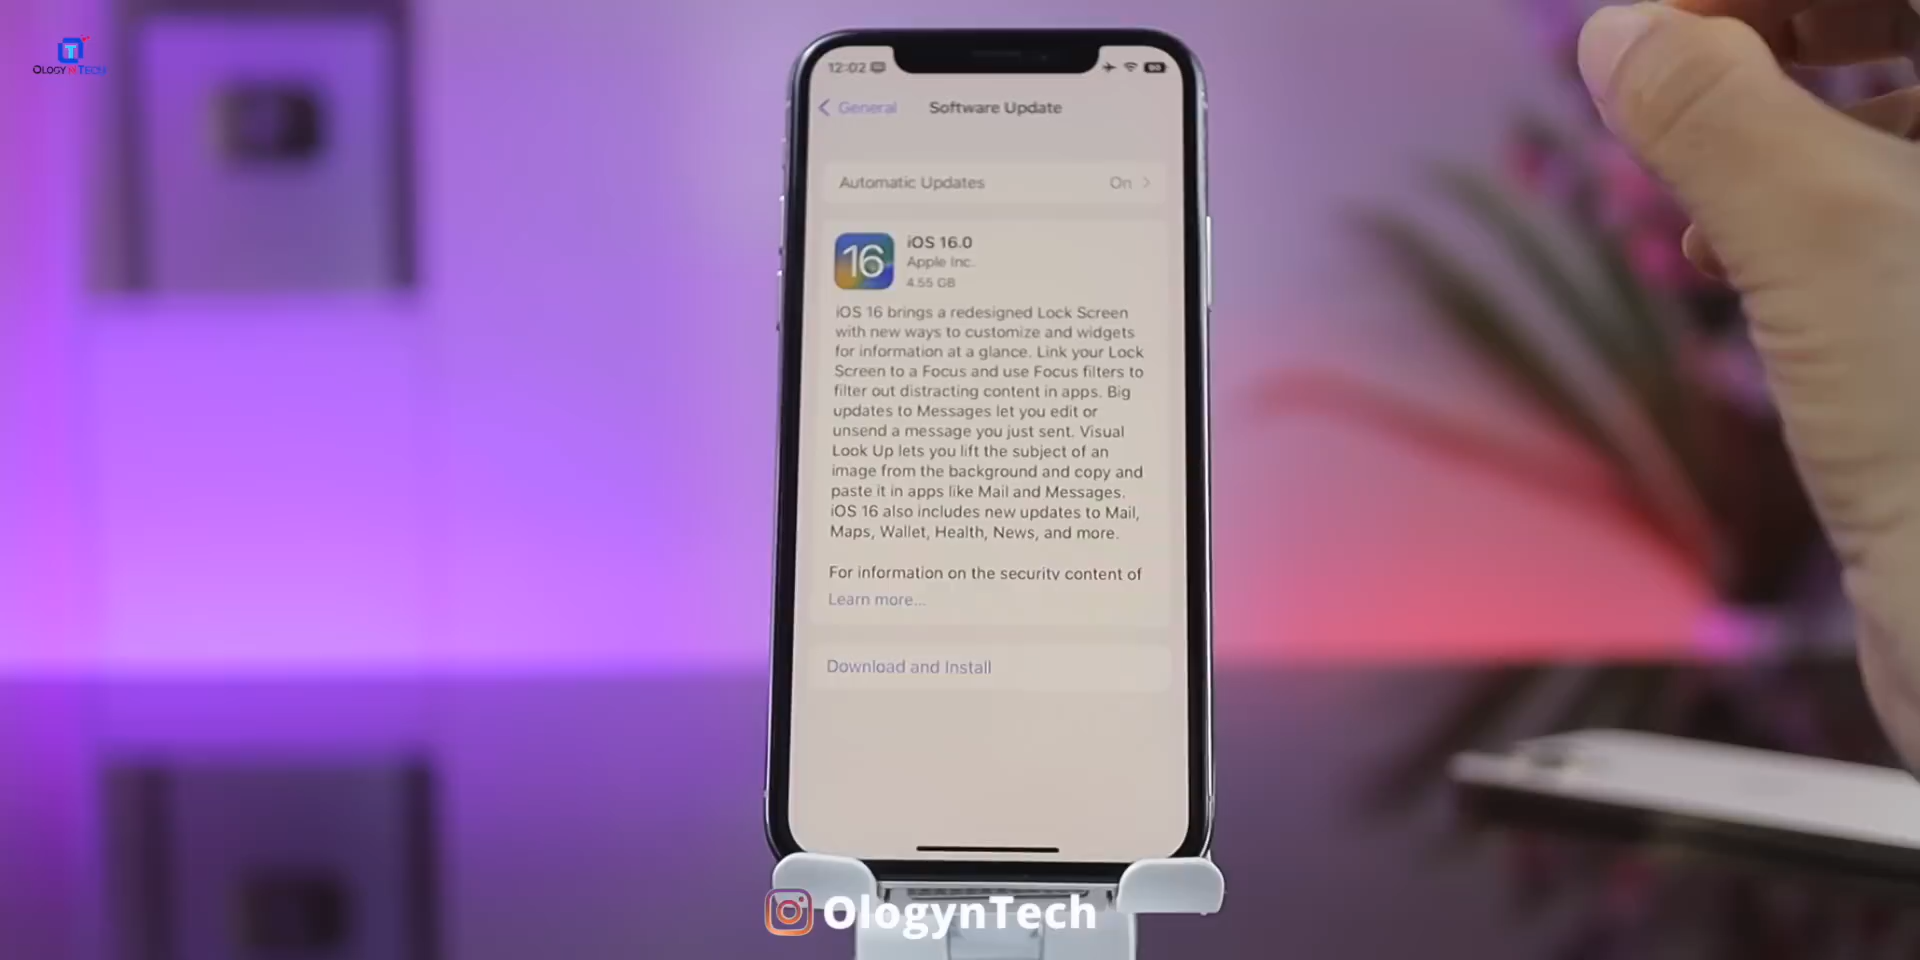 T
OLOGYNTECH
12:02
90
General
Software Update
Automatic Updates
On
16
iOS 16.0
Apple Inc.
4.55 GB
iOS 16 brings a redesigned Lock Screen
with new ways to customize and widgets
for information at a glance. Link your Lock
Screen to a Focus and use Focus filters to
filter out distracting content in apps. Big
updates to Messages let you edit or
unsend a message you just sent. Visual
Look Up lets you lift the subject of an
image from the background and copy and
paste it in apps like Mail and Messages.
iOS 16 also includes new updates to Mail,
Maps, Wallet, Health, News, and more.
For information on the security content of
Learn more...
Download and Install
OlogynTech